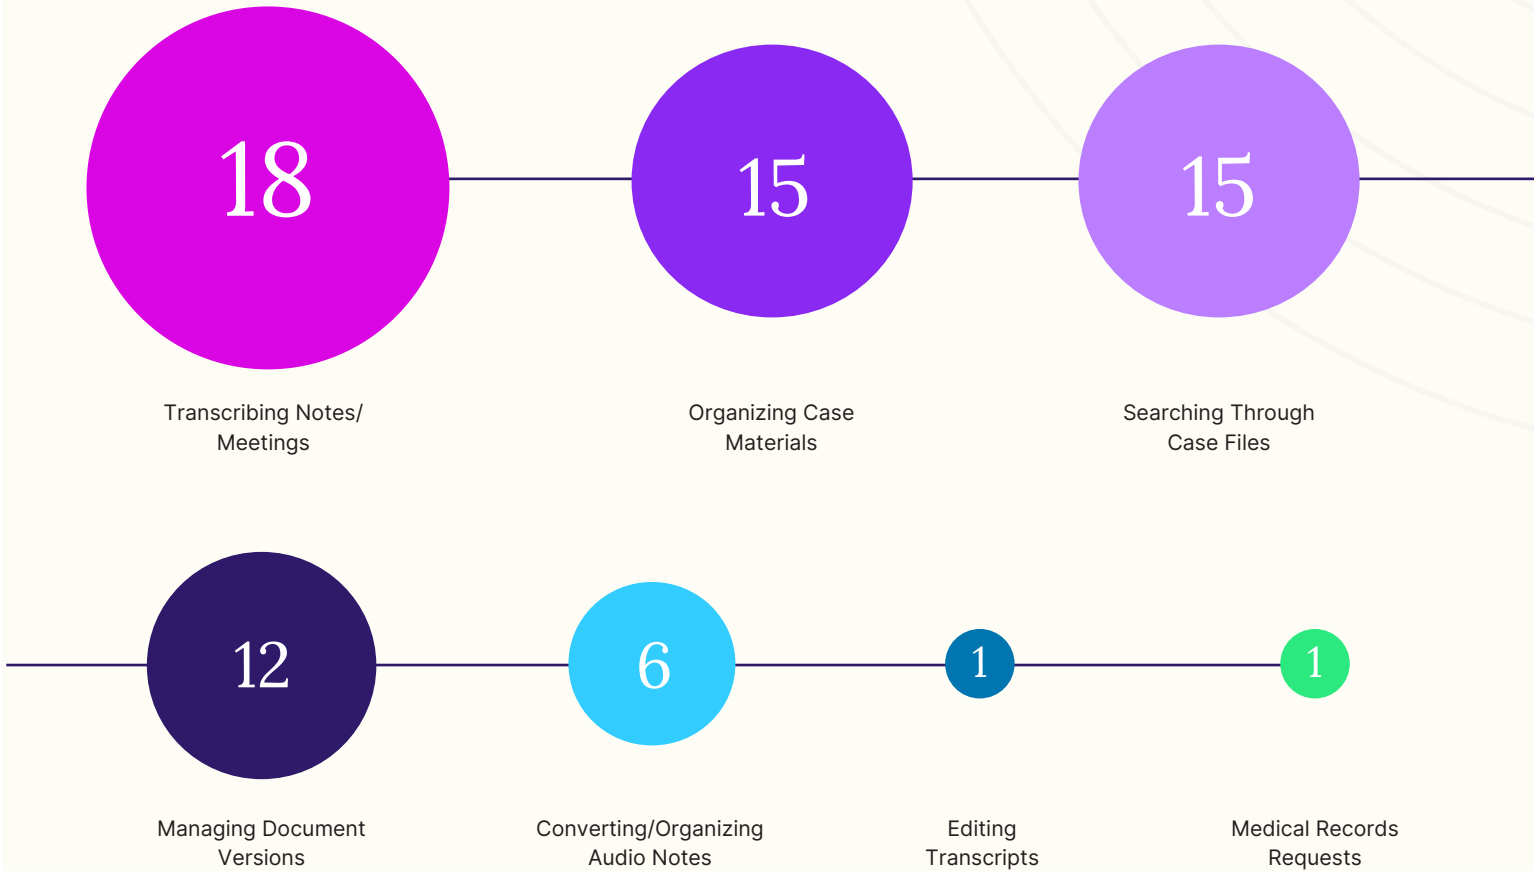 18
15
15
Transcribing Notes/
Meetings
Organizing Case
Materials
Searching Through
Case Files
12
6
1
1
Managing Document
Versions
Converting/Organizing
Audio Notes
Editing
Transcripts
Medical Records
Requests